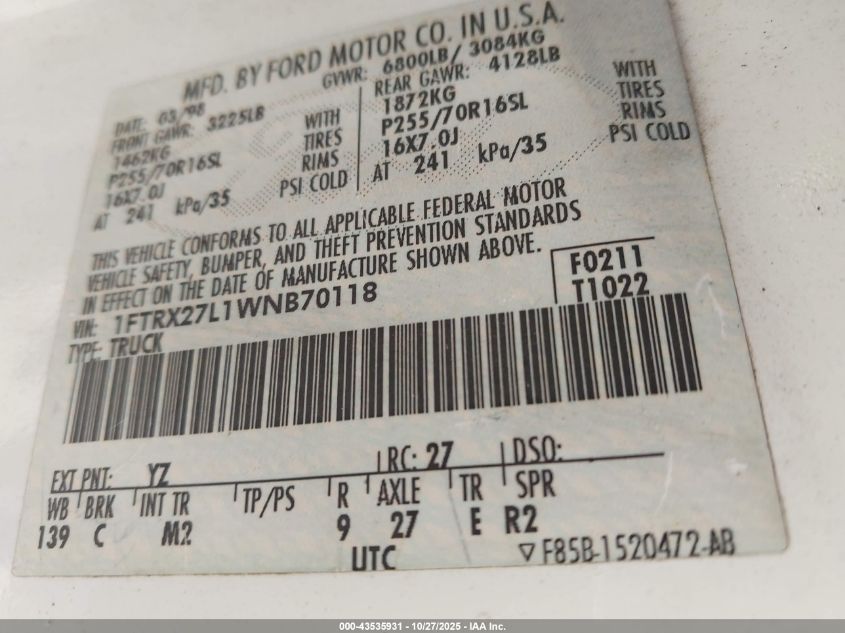 MFD. BY FORD MOTOR CO. IN U.S.A.
DATE: 03/98 GVWR: 6800LB/ 3084KG
FRONT GAWR: 3225LB REAR GAWR: 4128LB
1462KG WITH 1872KG WITH
P255/70R16SL TIRES P255/70R16SL TIRES
16X7.0J RIMS 16X7.0J RIMS
AT 241 kPa/35 PSI COLD AT 241 kPa/35 PSI COLD
THIS VEHICLE CONFORMS TO ALL APPLICABLE FEDERAL MOTOR
VEHICLE SAFETY, BUMPER, AND THEFT PREVENTION STANDARDS
IN EFFECT ON THE DATE OF MANUFACTURE SHOWN ABOVE.
VIN: 1FTRX27L1WNB70118
F0211
T1022
TYPE: TRUCK
EXT PNT: YZ RC: 27 DSO:
WB BRK INT TR TP/PS R AXLE TR SPR
139 C M2 9 27 E R2
UTC ▽ F85B-1520472-AB
000-43535931 - 10/27/2025 - IAA Inc.